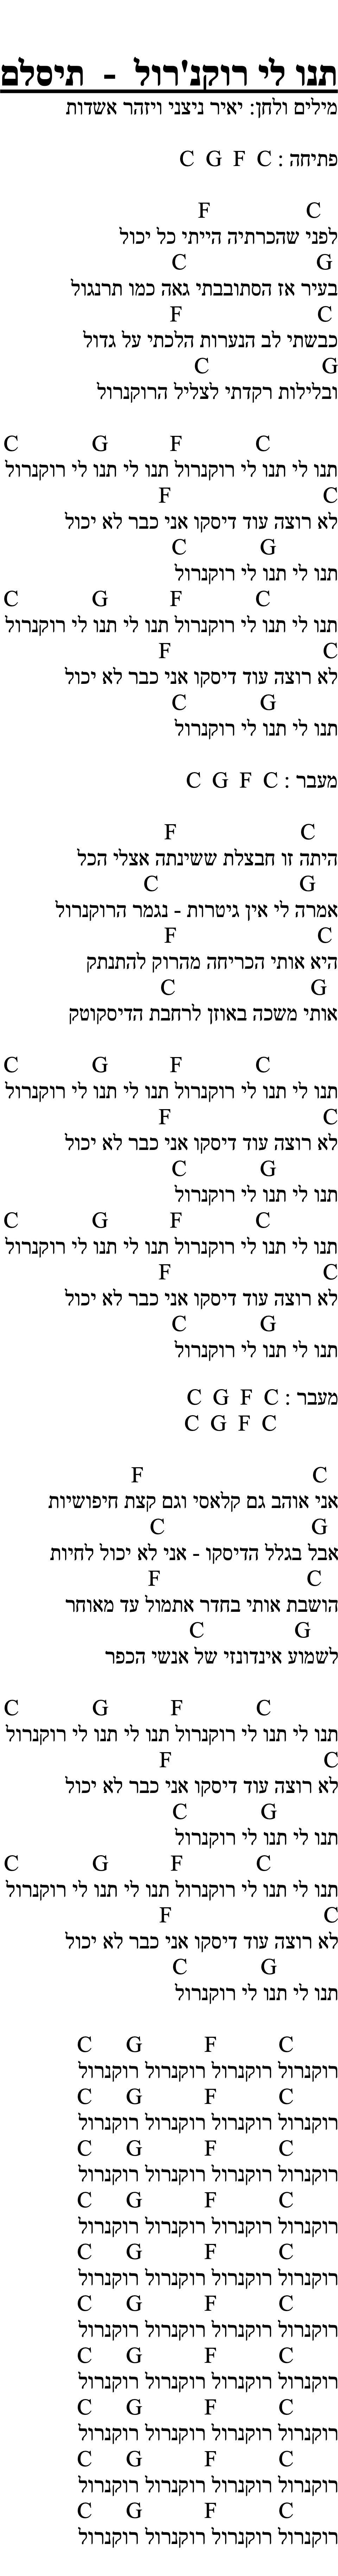 תנו לי רוקנ'רול - תיסלם
מילים ולחן: יאיר ניצני ויזהר אשדות
פתיחה : C F G C
C F
לפני שהכרתיה הייתי כל יכול
G C
בעיר אז הסתובבתי גאה כמו תרנגול
C F
כבשתי לב הנערות הלכתי על גדול
G C
ובלילות רקדתי לצליל הרוקנרול
C F G C
תנו לי תנו לי רוקנרול תנו לי תנו לי רוקנרול
C F
לא רוצה עוד דיסקו אני כבר לא יכול
G C
תנו לי תנו לי רוקנרול
C F G C
תנו לי תנו לי רוקנרול תנו לי תנו לי רוקנרול
C F
לא רוצה עוד דיסקו אני כבר לא יכול
G C
תנו לי תנו לי רוקנרול
מעבר : C F G C
C F
היתה זו חבצלת ששינתה אצלי הכל
G C
אמרה לי אין גיטרות - נגמר הרוקנרול
C F
היא אותי הכריחה מהרוק להתנתק
G C
אותי משכה באוזן לרחבת הדיסקוטק
C F G C
תנו לי תנו לי רוקנרול תנו לי תנו לי רוקנרול
C F
לא רוצה עוד דיסקו אני כבר לא יכול
G C
תנו לי תנו לי רוקנרול
C F G C
תנו לי תנו לי רוקנרול תנו לי תנו לי רוקנרול
C F
לא רוצה עוד דיסקו אני כבר לא יכול
G C
תנו לי תנו לי רוקנרול
מעבר : C F G C
C F G C
C F
אני אוהב גם קלאסי וגם קצת חיפושיות
G C
אבל בגלל הדיסקו - אני לא יכול לחיות
C F
הושבת אותי בחדר אתמול עד מאוחר
G C
לשמוע אינדונזי של אנשי הכפר
C F G C
תנו לי תנו לי רוקנרול תנו לי תנו לי רוקנרול
C F
לא רוצה עוד דיסקו אני כבר לא יכול
G C
תנו לי תנו לי רוקנרול
C F G C
תנו לי תנו לי רוקנרול תנו לי תנו לי רוקנרול
C F
לא רוצה עוד דיסקו אני כבר לא יכול
G C
תנו לי תנו לי רוקנרול
C F G C
רוקנרול רוקנרול רוקנרול רוקנרול
C F G C
רוקנרול רוקנרול רוקנרול רוקנרול
C F G C
רוקנרול רוקנרול רוקנרול רוקנרול
C F G C
רוקנרול רוקנרול רוקנרול רוקנרול
C F G C
רוקנרול רוקנרול רוקנרול רוקנרול
C F G C
רוקנרול רוקנרול רוקנרול רוקנרול
C F G C
רוקנרול רוקנרול רוקנרול רוקנרול
C F G C
רוקנרול רוקנרול רוקנרול רוקנרול
C F G C
רוקנרול רוקנרול רוקנרול רוקנרול
C F G C
רוקנרול רוקנרול רוקנרול רוקנרול